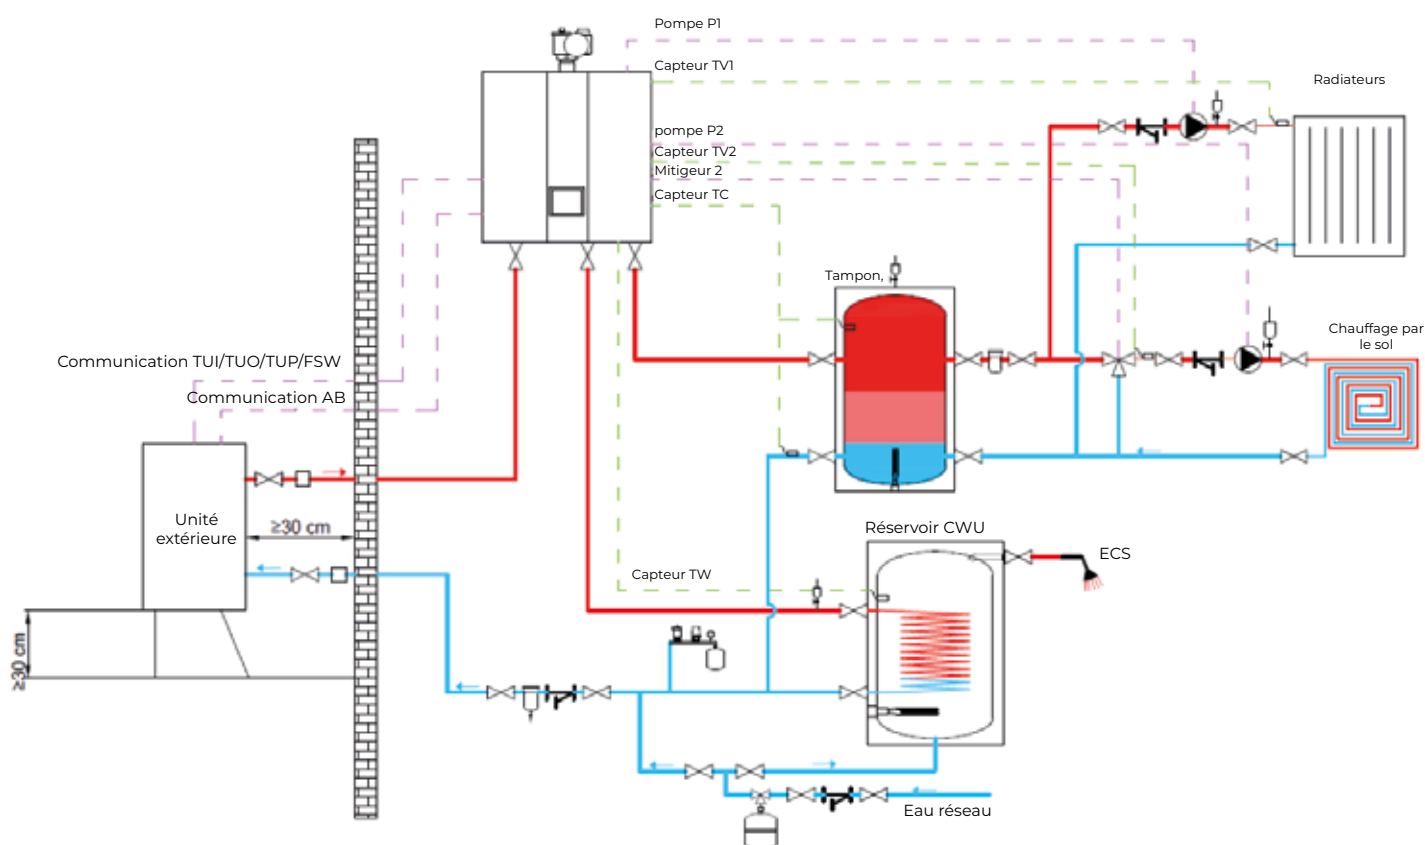 Pompe P1
Capteur TV1
Radiateurs
pompe P2
Capteur TV2
Mitigeur 2
Capteur TC
Tampon,
Chauffage par
le sol
Communication TUI/TUO/TUP/FSW
Communication AB
Unité
extérieure
≥30 cm
Réservoir CWU
ECS
Capteur TW
≥30 cm
Eau réseau